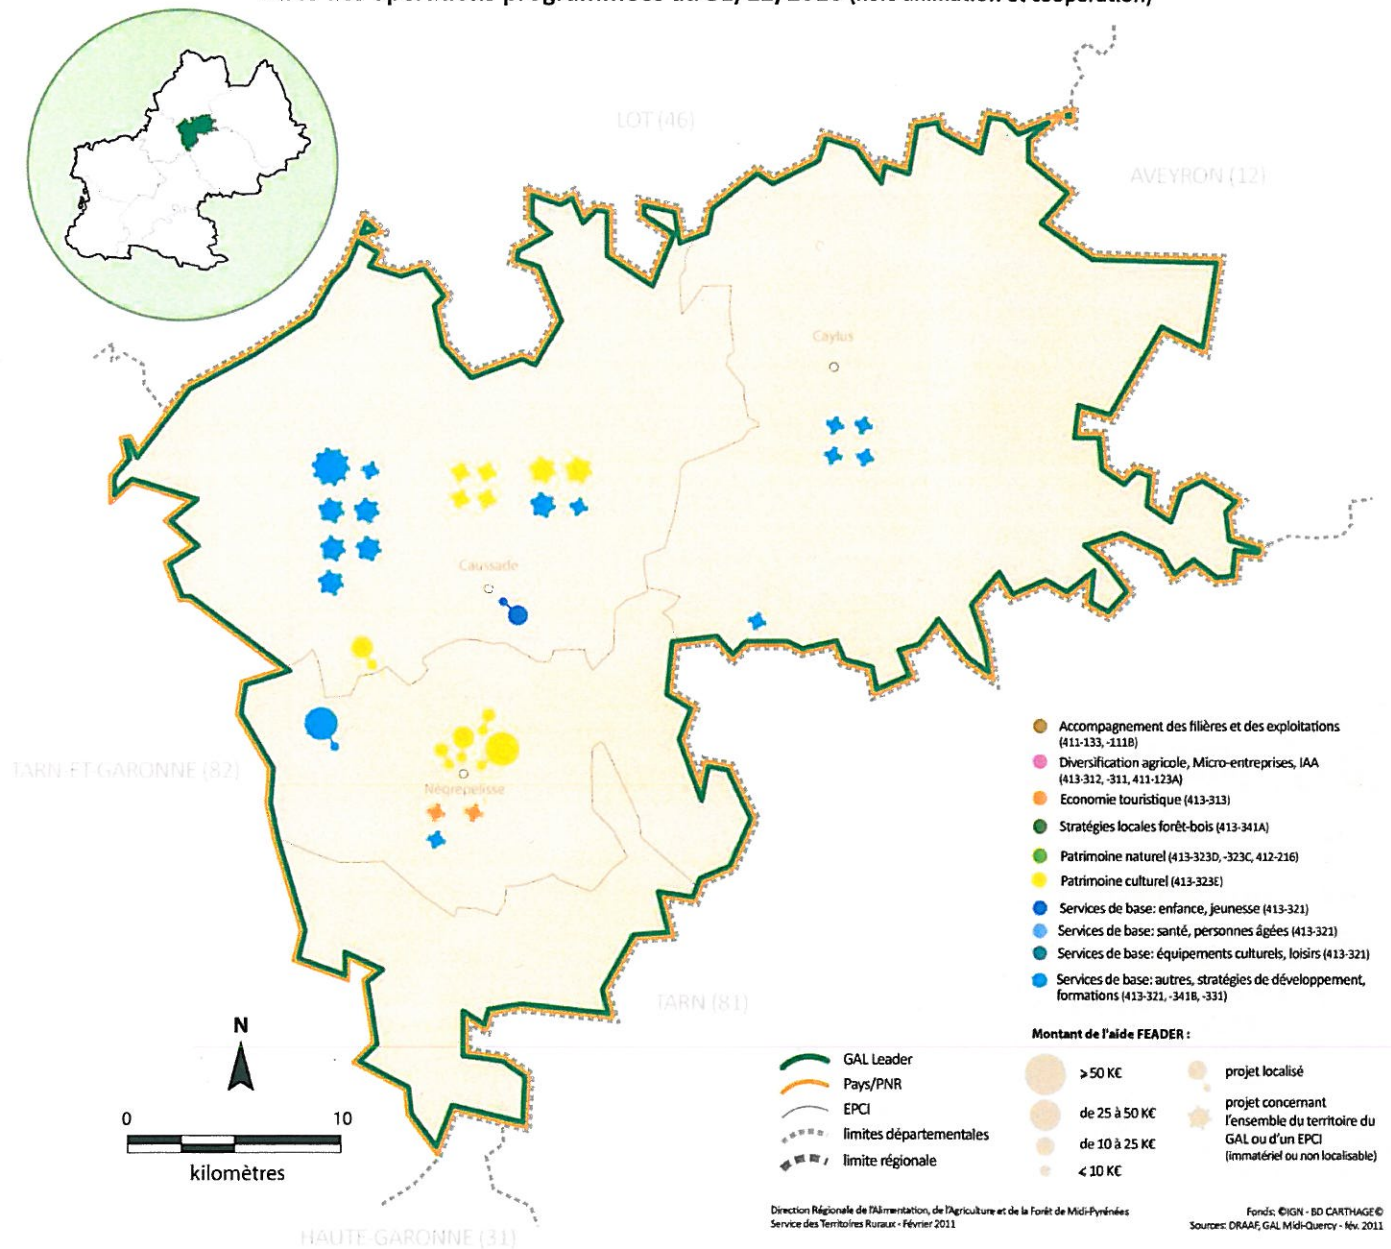 LOT (46)
AVEYRON (12)
Caylus
Caussade
TARN-ET-GARONNE (82)
Nègrepelisse
TARN (81)
HAUTE-GARONNE (31)
Accompagnement des filières et des exploitations
(411-133, -111B)
Diversification agricole, Micro-entreprises, IAA
(413-312, -311, 411-123A)
Economie touristique (413-313)
Stratégies locales forêt-bois (413-341A)
Patrimoine naturel (413-323D, -323C, 412-216)
Patrimoine culturel (413-323E)
Services de base: enfance, jeunesse (413-321)
Services de base: santé, personnes âgées (413-321)
Services de base: équipements culturels, loisirs (413-321)
Services de base: autres, stratégies de développement,
formations (413-321, -341B, -331)
Montant de l'aide FEADER :
> 50 K€
de 25 à 50 K€
de 10 à 25 K€
< 10 K€
projet localisé
projet concernant
l'ensemble du territoire du
GAL ou d'un EPCI
(immatériel ou non localisable)
GAL Leader
Pays/PNR
EPCI
limites départementales
limite régionale
N
0 10
kilomètres
Direction Régionale de l'Alimentation, de l'Agriculture et de la Forêt de Midi-Pyrénées
Service des Territoires Ruraux - Février 2011
Fonds: ©IGN - BD CARTHAGE©
Sources: DRAAF, GAL Midi-Quercy - fév. 2011